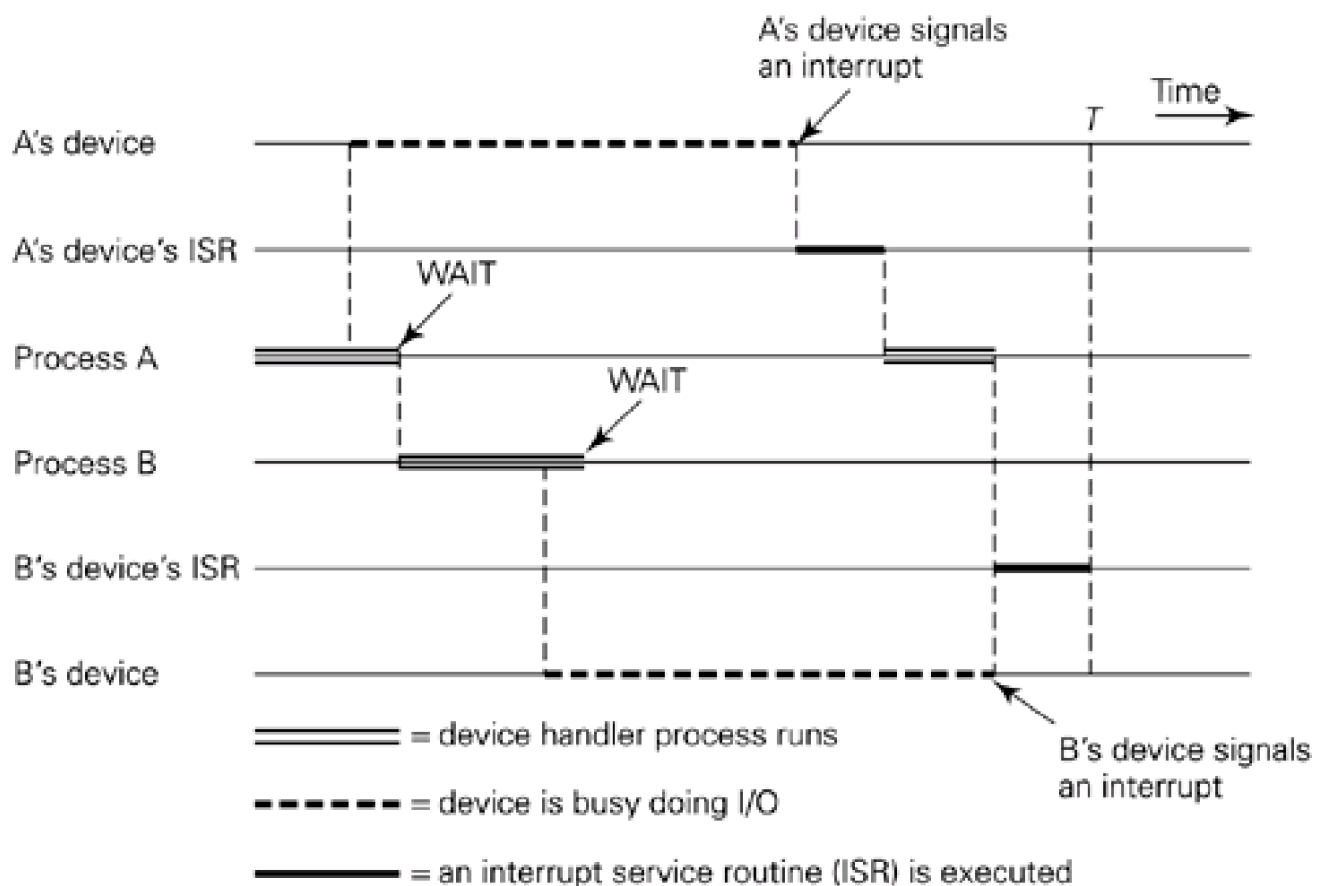 A's device signals
an interrupt
Time
T
A's device
A's device's ISR
WAIT
Process A
WAIT
Process B
B's device's ISR
B's device
= device handler process runs
B's device signals
an interrupt
= device is busy doing I/O
= an interrupt service routine (ISR) is executed